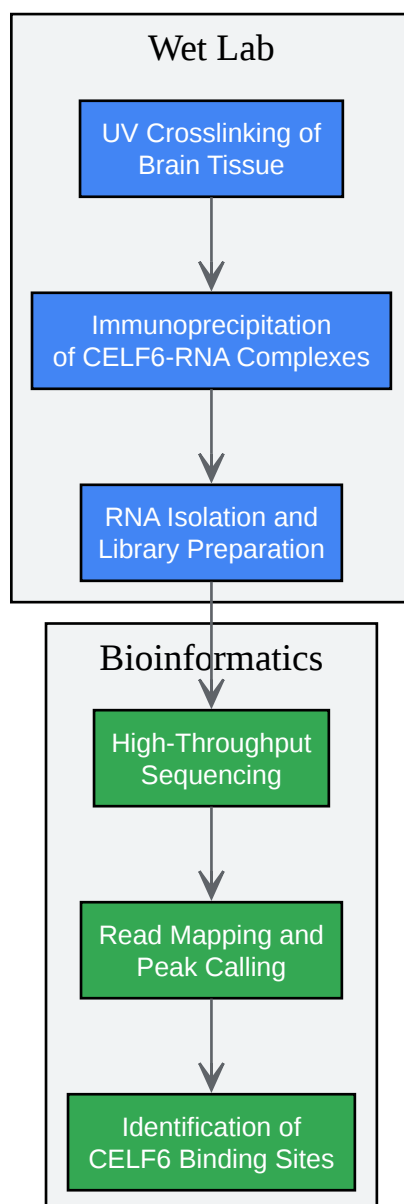 Wet Lab
UV Crosslinking of
Brain Tissue
Immunoprecipitation
of CELF6-RNA Complexes
RNA Isolation and
Library Preparation
Bioinformatics
High-Throughput
Sequencing
Read Mapping and
Peak Calling
Identification of
CELF6 Binding Sites